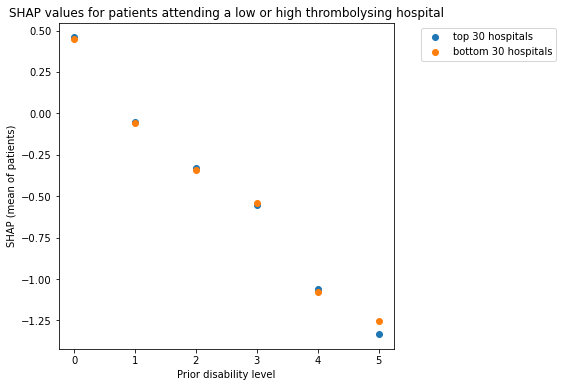 SHAP values for patients attending a low or high thrombolysing hospital
top 30 hospitals
bottom 30 hospitals
0.50
0.25
0.00
−0.25
−0.50
−0.75
−1.00
−1.25
SHAP (mean of patients)
0 1 2 3 4 5
Prior disability level